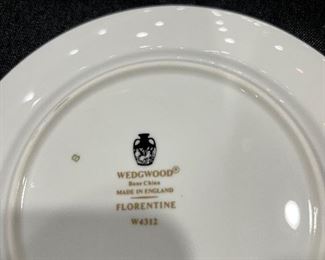 WEDGWOOD®
Bone China
MADE IN ENGLAND
FLORENTINE
W4312